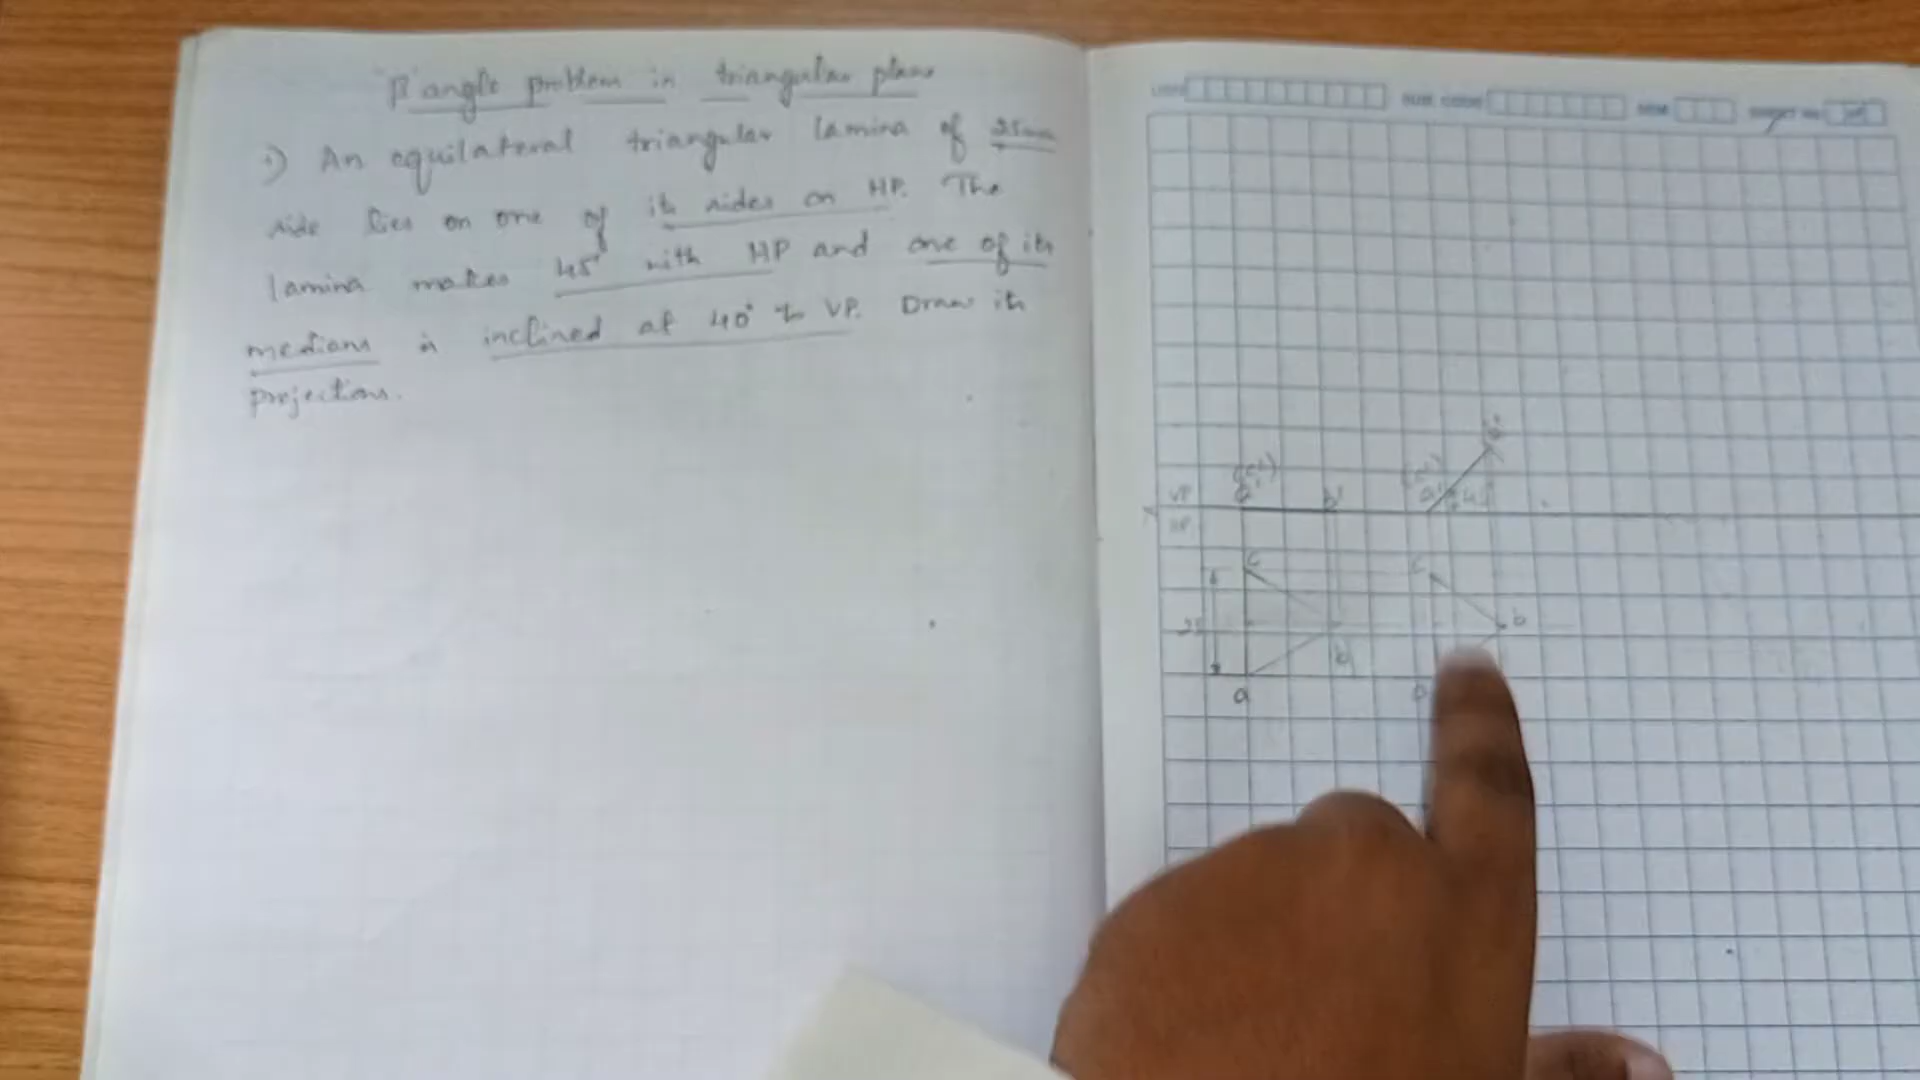 β angle problem in triangular plane
1) An equilateral triangular lamina of 25mm
side lies on one of its sides on HP. The
lamina makes 45° with HP and one of its
medians is inclined at 40° to VP. Draw its
projections.
(c')
a'
b'
(c')
a'
b'
VP
HP
c
c
b
25
b
a
a